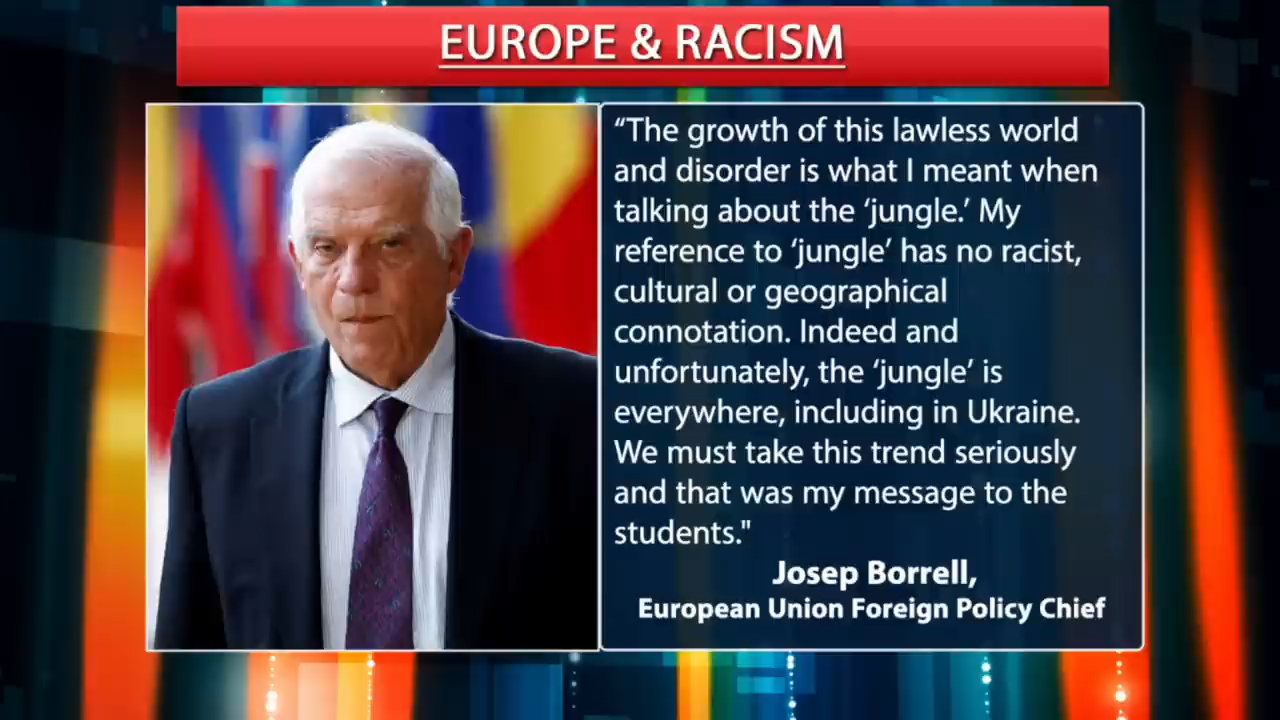 EUROPE & RACISM
“The growth of this lawless world
and disorder is what I meant when
talking about the ‘jungle.’ My
reference to ‘jungle’ has no racist,
cultural or geographical
connotation. Indeed and
unfortunately, the ‘jungle’ is
everywhere, including in Ukraine.
We must take this trend seriously
and that was my message to the
students."
Josep Borrell,
European Union Foreign Policy Chief